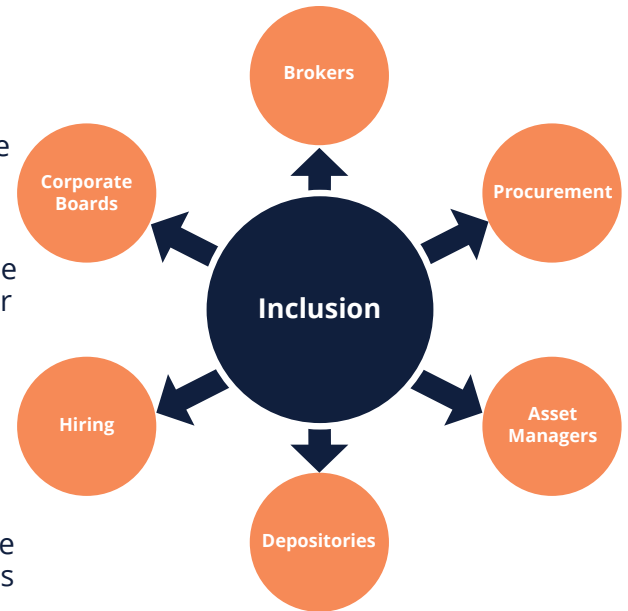 Brokers
Corporate
Boards
Procurement
Inclusion
Hiring
Asset
Managers
Depositories